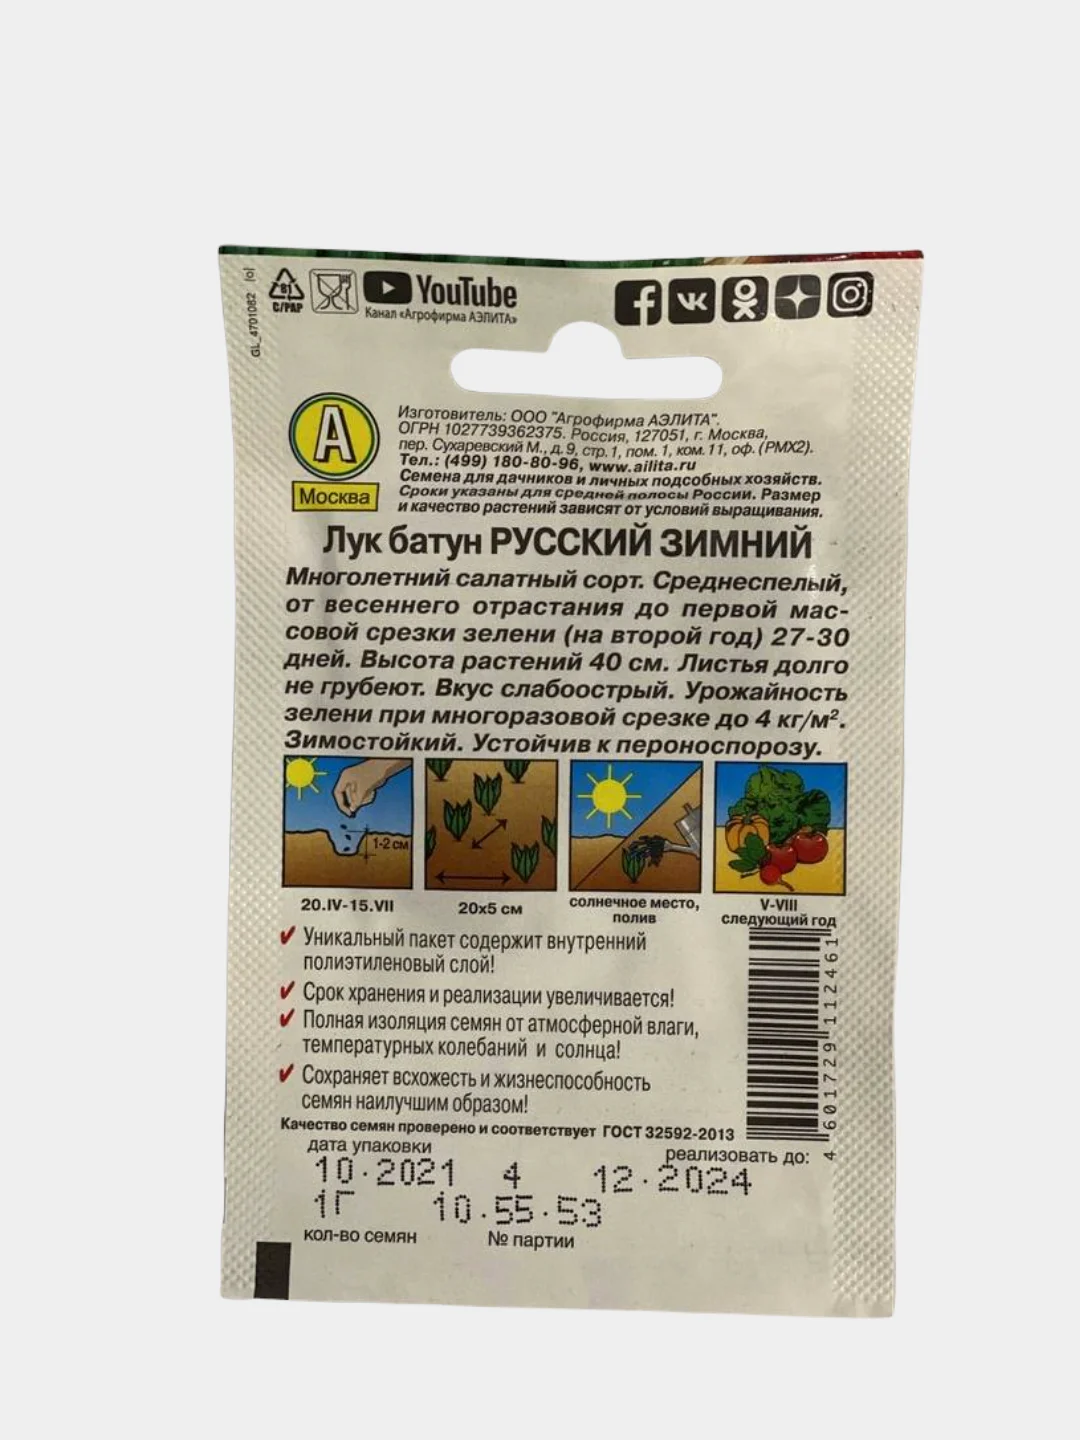 GL_4701082 |o|
81
C/PAP
YouTube
Канал «Агрофирма АЭЛИТА»
А
Москва
Изготовитель: ООО "Агрофирма АЭЛИТА".
ОГРН 1027739362375. Россия, 127051, г. Москва,
пер. Сухаревский М., д. 9, стр. 1, пом. 1, ком. 11, оф. (РМХ2).
Тел.: (499) 180-80-96, www.ailita.ru
Семена для дачников и личных подсобных хозяйств.
Сроки указаны для средней полосы России. Размер
и качество растений зависят от условий выращивания.
Лук батун РУССКИЙ ЗИМНИЙ
Многолетний салатный сорт. Среднеспелый,
от весеннего отрастания до первой мас-
совой срезки зелени (на второй год) 27-30
дней. Высота растений 40 см. Листья долго
не грубеют. Вкус слабоострый. Урожайность
зелени при многоразовой срезке до 4 кг/м².
Зимостойкий. Устойчив к пероноспорозу.
1-2 см
20.IV-15.VII
20x5 см
солнечное место,
полив
V-VIII
следующий год
Уникальный пакет содержит внутренний
полиэтиленовый слой!
Срок хранения и реализации увеличивается!
Полная изоляция семян от атмосферной влаги,
температурных колебаний и солнца!
Сохраняет всхожесть и жизнеспособность
семян наилучшим образом!
4 601729 112461
Качество семян проверено и соответствует ГОСТ 32592-2013
дата упаковки
реализовать до:
10.2021 4 12.2024
1Г 10.55.53
кол-во семян № партии